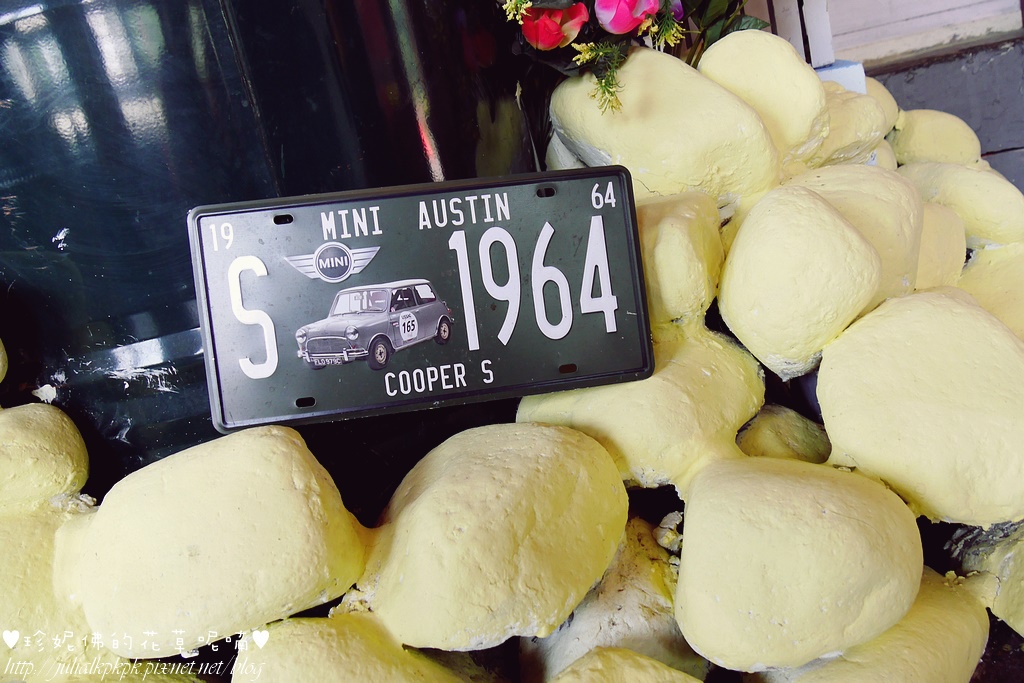 MINI AUSTIN
19 64
S 1964
MINI
165
COOPER S
♥珍妮佛的花草呢喃♥
http://julialkpkpk.pixnet.net/blog